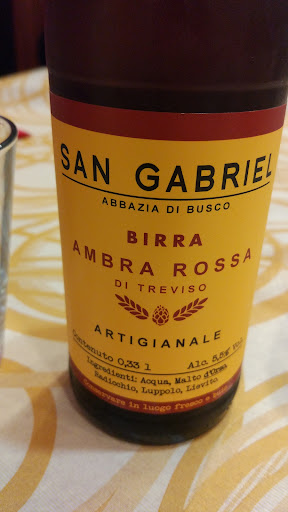 SAN GABRIEL
ABBAZIA DI BUSCO
BIRRA
AMBRA ROSSA
DI TREVISO
ARTIGIANALE
Contenuto 0,33 l Alc. 5,5% Vol.
Ingredienti: Acqua, Malto d'Orzo,
Radicchio, Luppolo, Lievito
Conservare in luogo fresco e